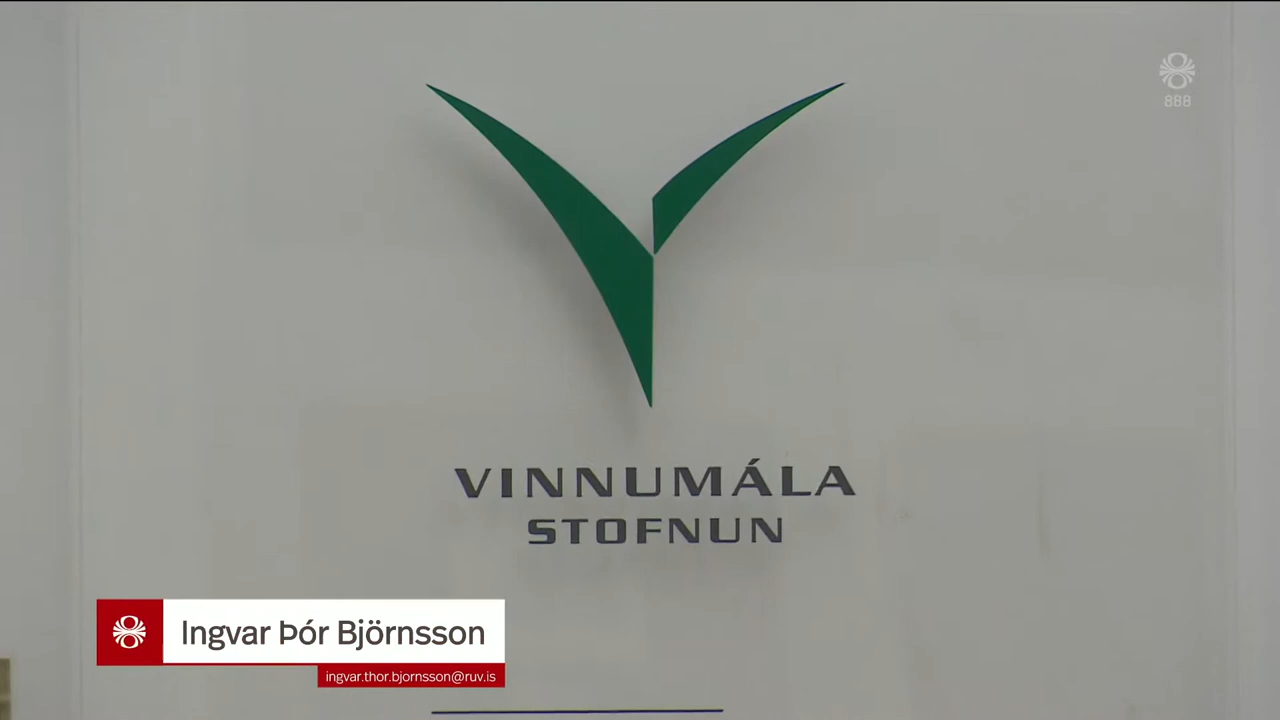 888
VINNUMÁLA
STOFNUN
Ingvar Þór Björnsson
ingvar.thor.bjornsson@ruv.is